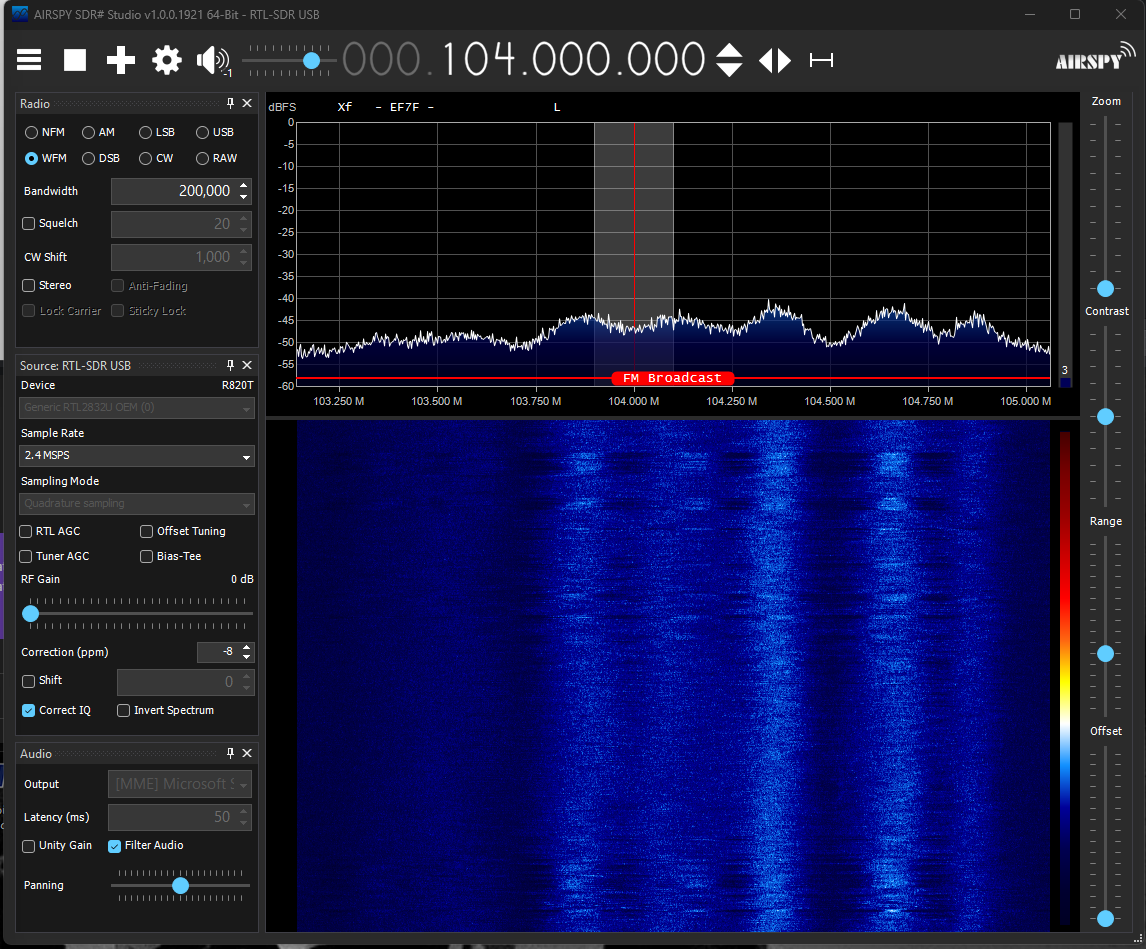 AIRSPY SDR# Studio v1.0.0.1921 64-Bit - RTL-SDR USB
-1
000.104.000.000
AIRSPY
Radio
NFM AM LSB USB
WFM DSB CW RAW
Bandwidth 200,000
Squelch 20
CW Shift 1,000
Stereo Anti-Fading
Lock Carrier Sticky Lock
Source: RTL-SDR USB
Device R820T
Generic RTL2832U OEM (0)
Sample Rate
2.4 MSPS
Sampling Mode
Quadrature sampling
RTL AGC Offset Tuning
Tuner AGC Bias-Tee
RF Gain 0 dB
Correction (ppm) -8
Shift 0
Correct IQ Invert Spectrum
Audio
Output [MME] Microsoft S
Latency (ms) 50
Unity Gain Filter Audio
Panning
dBFS Xf - EF7F - L
0
-5
-10
-15
-20
-25
-30
-35
-40
-45
-50
-55
-60
FM Broadcast
3
103.250 M 103.500 M 103.750 M 104.000 M 104.250 M 104.500 M 104.750 M 105.000 M
Zoom
Contrast
Range
Offset